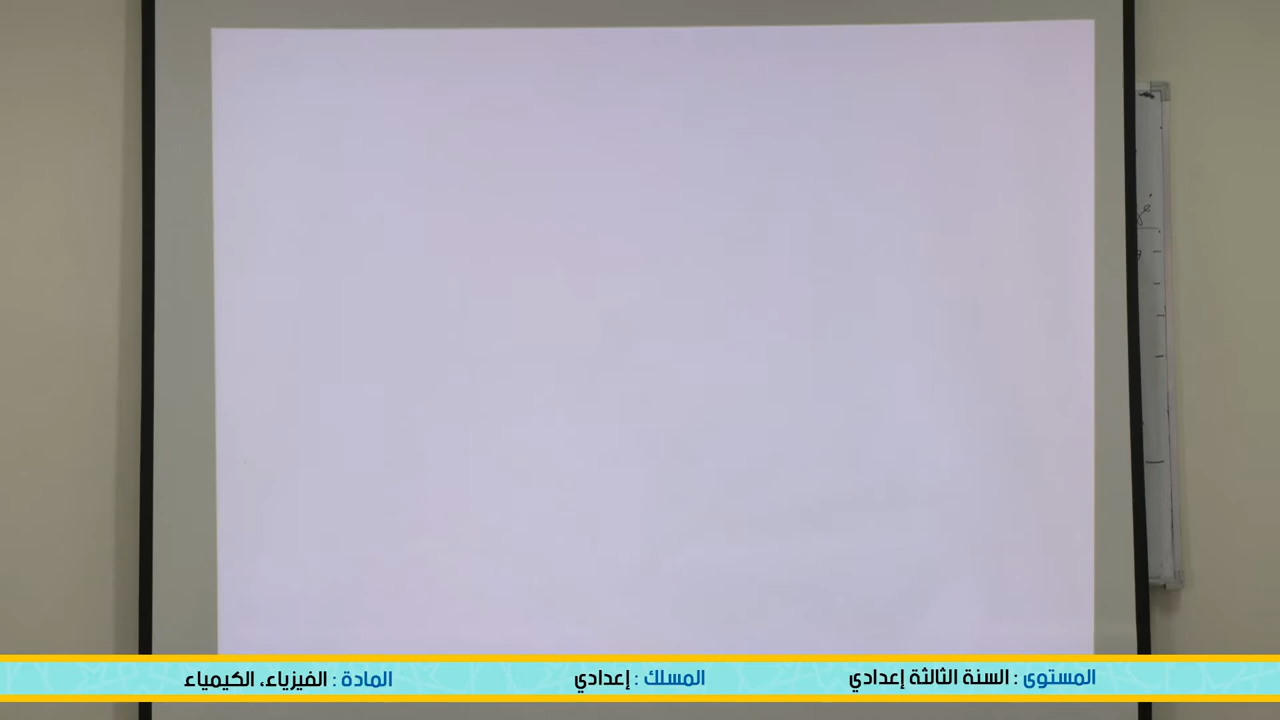 المستوى : السنة الثالثة إعدادي
المسلك : إعدادي
المادة : الفيزياء، الكيمياء